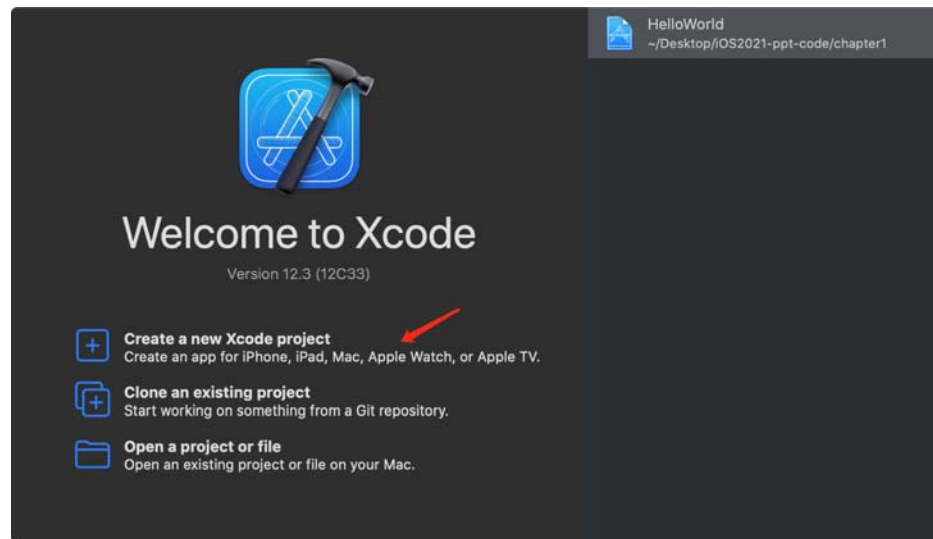 HelloWorld
~/Desktop/iOS2021-ppt-code/chapter1
Welcome to Xcode
Version 12.3 (12C33)
Create a new Xcode project
Create an app for iPhone, iPad, Mac, Apple Watch, or Apple TV.
Clone an existing project
Start working on something from a Git repository.
Open a project or file
Open an existing project or file on your Mac.